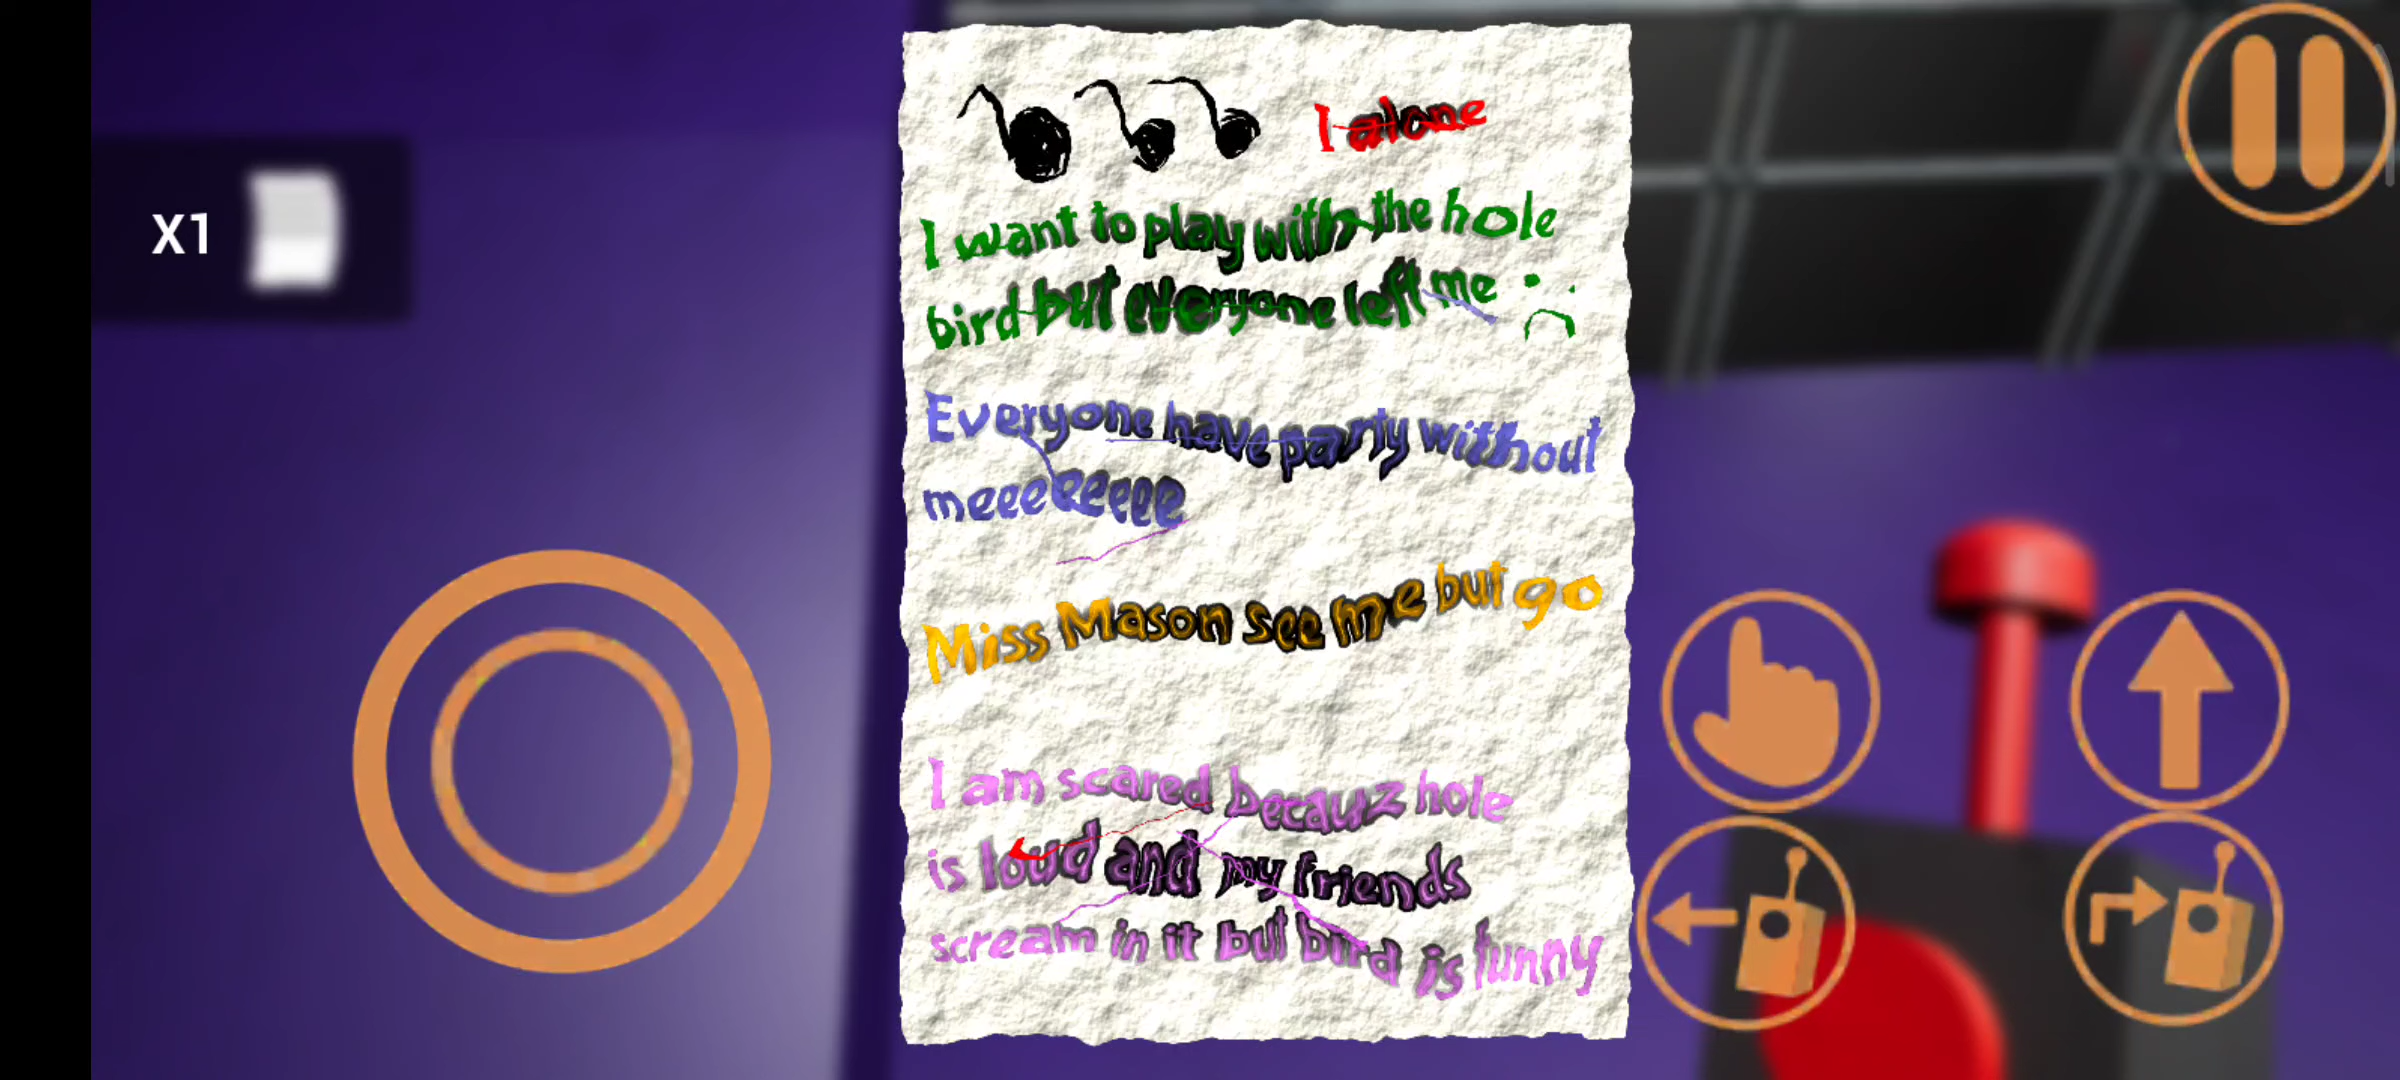 I alone
X1
I want to play with the hole
bird but everyone left me :(
Everyone have party without
meeeeeeee
Miss Mason see me but go
I am scared becauz hole
is loud and my friends
scream in it but bird is funny